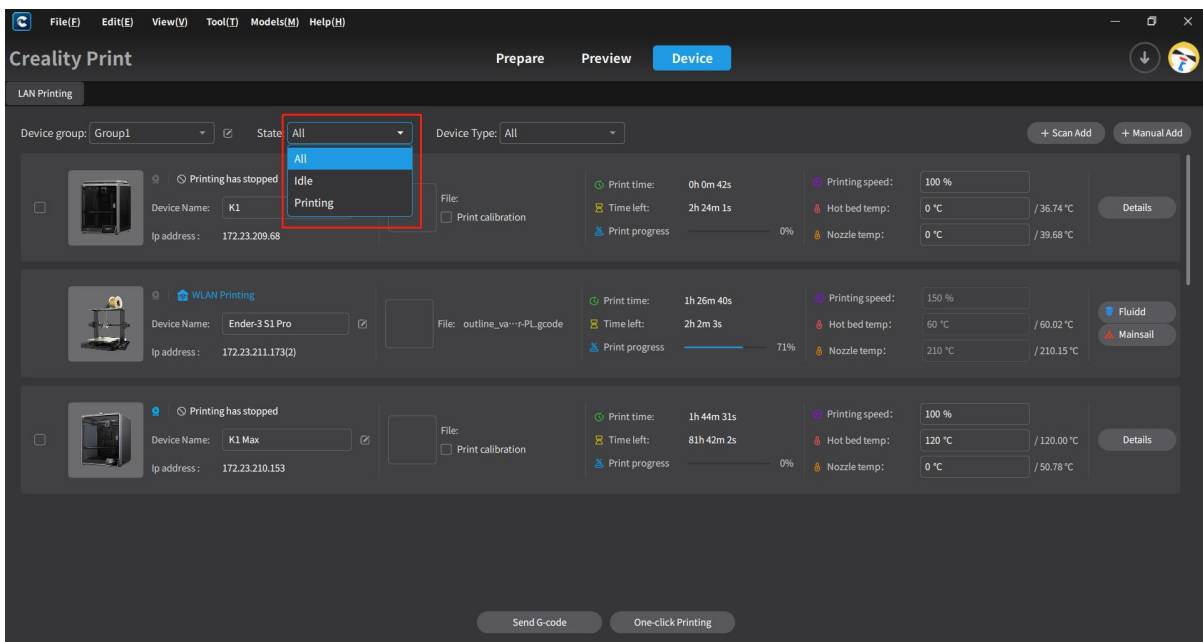 File(F) Edit(E) View(V) Tool(T) Models(M) Help(H)
Creality Print
Prepare Preview Device
LAN Printing
Device group: Group1 State: All Device Type: All + Scan Add + Manual Add
All
Idle
Printing
Printing has stopped
Device Name: K1
Ip address : 172.23.209.68
File:
Print calibration
Print time: 0h 0m 42s
Time left: 2h 24m 1s
Print progress 0%
Printing speed: 100 %
Hot bed temp: 0 °C / 36.74 °C
Nozzle temp: 0 °C / 39.68 °C
Details
WLAN Printing
Device Name: Ender-3 S1 Pro
Ip address : 172.23.211.173(2)
File: outline_va···r-PL.gcode
Print time: 1h 26m 40s
Time left: 2h 2m 3s
Print progress 71%
Printing speed: 150 %
Hot bed temp: 60 °C / 60.02 °C
Nozzle temp: 210 °C / 210.15 °C
Fluidd
Mainsail
Printing has stopped
Device Name: K1 Max
Ip address : 172.23.210.153
File:
Print calibration
Print time: 1h 44m 31s
Time left: 81h 42m 2s
Print progress 0%
Printing speed: 100 %
Hot bed temp: 120 °C / 120.00 °C
Nozzle temp: 0 °C / 50.78 °C
Details
Send G-code One-click Printing